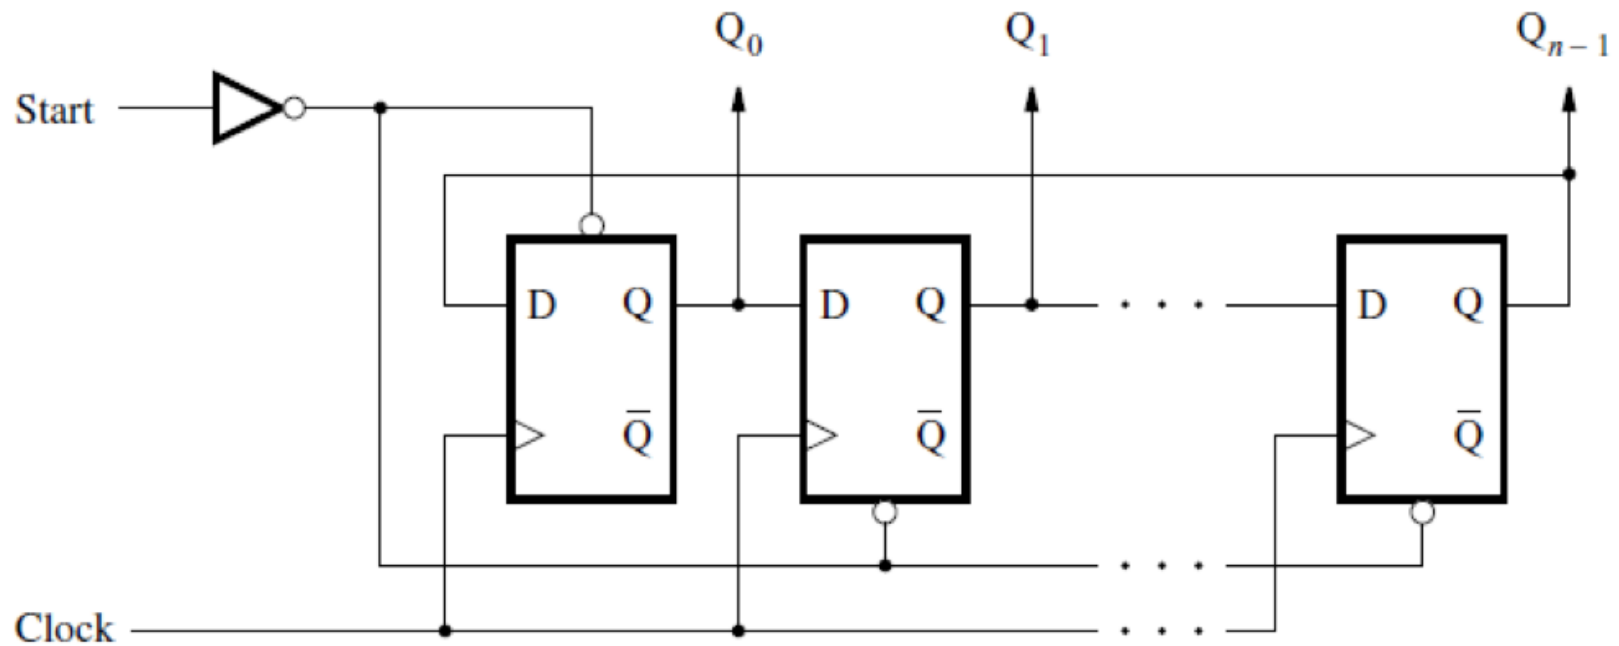 Q₀ Q₁ Qₙ₋₁
Start
D Q D Q · · · D Q
Q̅ Q̅ Q̅
· · ·
Clock · · ·